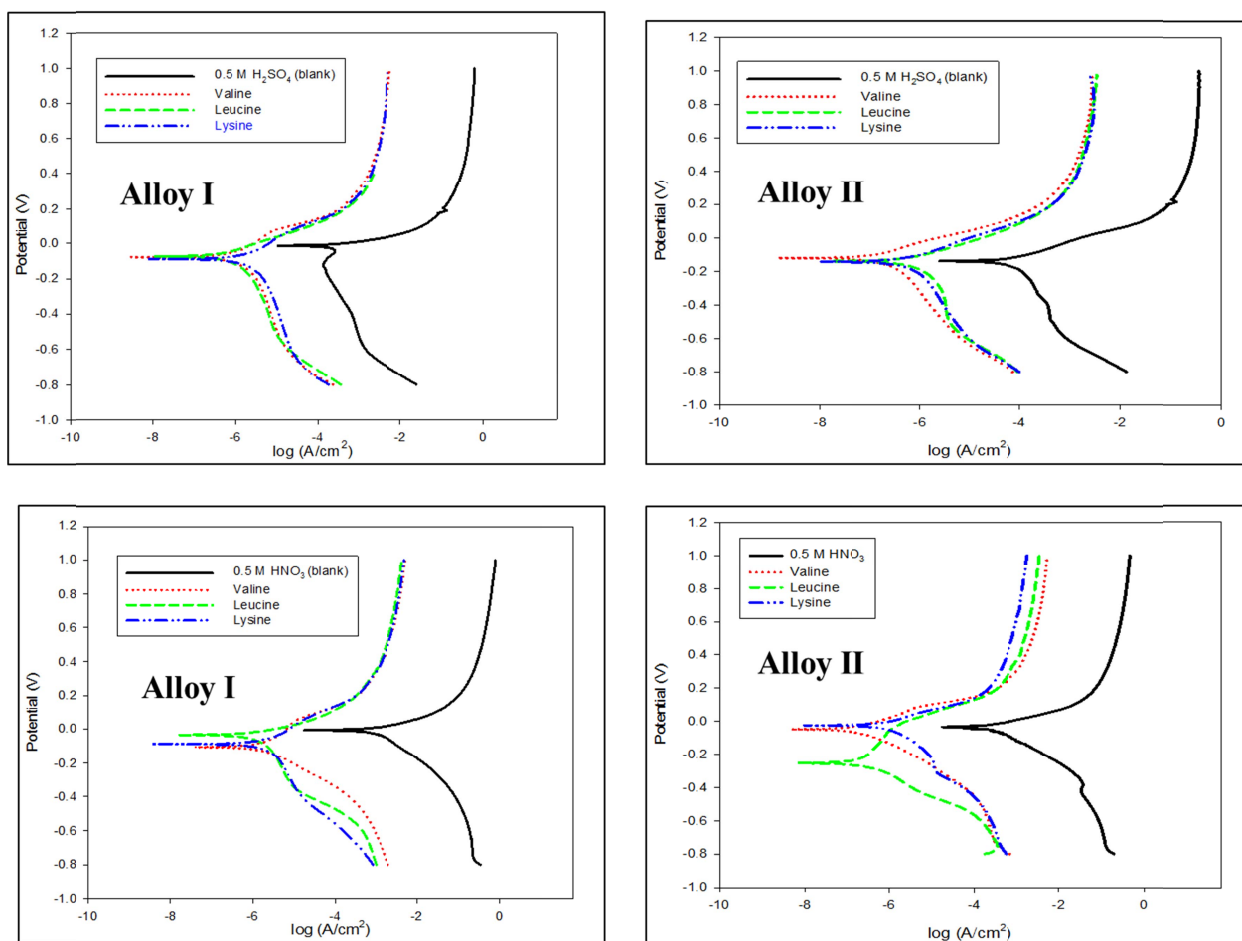 1.2
1.0
0.8
0.6
0.4
0.2
0.0
-0.2
-0.4
-0.6
-0.8
-1.0
Potential (V)
0.5 M H₂SO₄ (blank)
Valine
Leucine
Lysine
Alloy I
-10
-8
-6
-4
-2
0
log (A/cm²)
1.2
1.0
0.8
0.6
0.4
0.2
0.0
-0.2
-0.4
-0.6
-0.8
-1.0
Potential (V)
0.5 M H₂SO₄ (blank)
Valine
Leucine
Lysine
Alloy II
-10
-8
-6
-4
-2
0
log (A/cm²)
1.2
1.0
0.8
0.6
0.4
0.2
0.0
-0.2
-0.4
-0.6
-0.8
-1.0
Potential (V)
0.5 M HNO₃ (blank)
Valine
Leucine
Lysine
Alloy I
-10
-8
-6
-4
-2
0
log (A/cm²)
1.2
1.0
0.8
0.6
0.4
0.2
0.0
-0.2
-0.4
-0.6
-0.8
-1.0
Potential (V)
0.5 M HNO₃
Valine
Leucine
Lysine
Alloy II
-10
-8
-6
-4
-2
0
log (A/cm²)